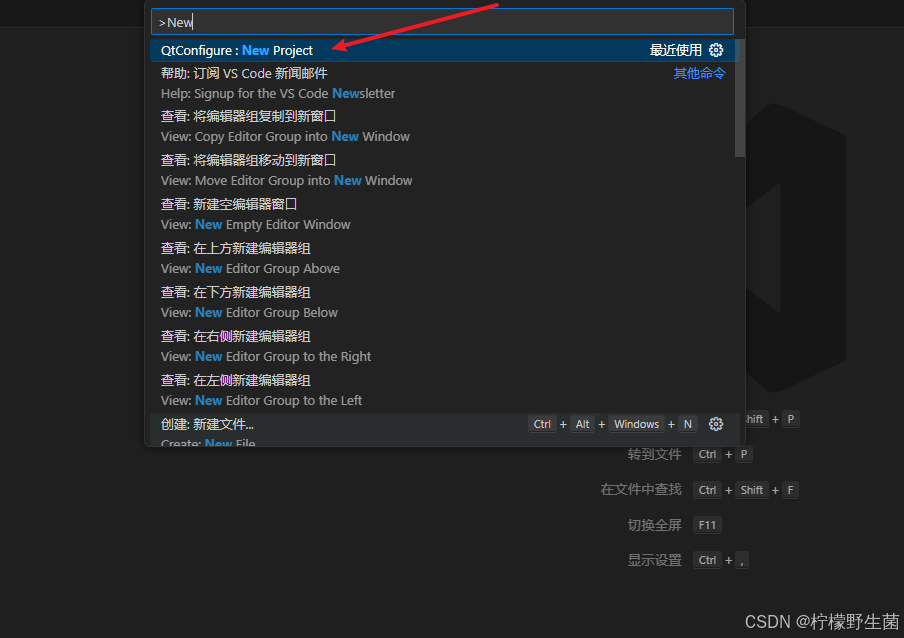 >New
QtConfigure : New Project 最近使用
帮助: 订阅 VS Code 新闻邮件 其他命令
Help: Signup for the VS Code Newsletter
查看: 将编辑器组复制到新窗口
View: Copy Editor Group into New Window
查看: 将编辑器组移动到新窗口
View: Move Editor Group into New Window
查看: 新建空编辑器窗口
View: New Empty Editor Window
查看: 在上方新建编辑器组
View: New Editor Group Above
查看: 在下方新建编辑器组
View: New Editor Group Below
查看: 在右侧新建编辑器组
View: New Editor Group to the Right
查看: 在左侧新建编辑器组
View: New Editor Group to the Left
创建: 新建文件... Ctrl + Alt + Windows + N
Create: New File
+ P
转到文件 Ctrl + P
在文件中查找 Ctrl + Shift + F
切换全屏 F11
显示设置 Ctrl + ,
CSDN @柠檬野生菌